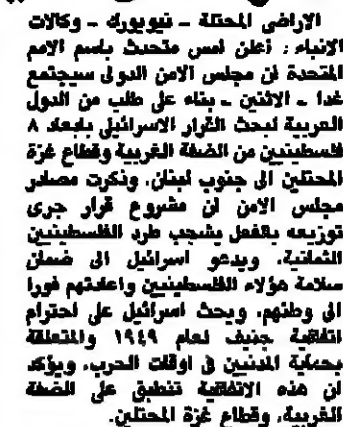 الاراضى المحتلة ـ نيويورك ـ وكالات
الانباء : اعلن امس متحدث باسم الامم
المتحدة ان مجلس الامن الدولى سيجتمع
غدا ـ الاثنين ـ بناء على طلب من الدول
العربية لبحث القرار الاسرائيلى بابعاد ٨
فلسطينيين من الضفة الغربية وقطاع غزة
المحتلين الى جنوب لبنان. وذكرت مصادر
مجلس الامن ان مشروع قرار جرى
توزيعه بالفعل يشجب طرد الفلسطينيين
الثمانية. ويدعو اسرائيل الى ضمان
سلامة هؤلاء الفلسطينيين واعادتهم فورا
الى وطنهم. ويحث اسرائيل على احترام
اتفاقية جنيف لعام ١٩٤٩ والمتعلقة
بحماية المدنيين فى اوقات الحرب. ويؤكد
ان هذه الاتفاقية تنطبق على الضفة
الغربية. وقطاع غزة المحتلين.